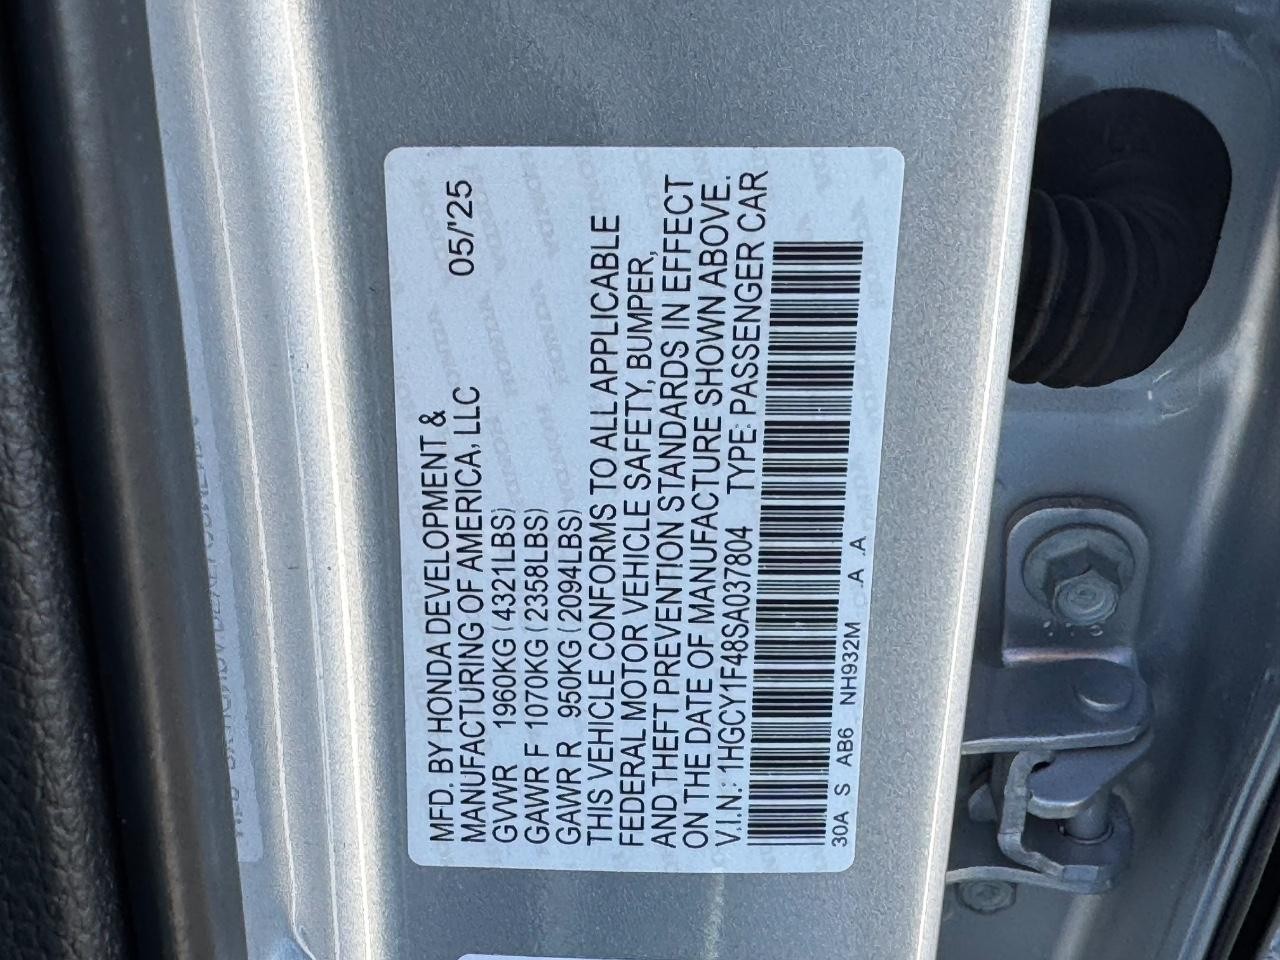 MFD. BY HONDA DEVELOPMENT & 05/'25
MANUFACTURING OF AMERICA, LLC
GVWR 1960KG (4321LBS)
GAWR F 1070KG (2358LBS)
GAWR R 950KG (2094LBS)
THIS VEHICLE CONFORMS TO ALL APPLICABLE
FEDERAL MOTOR VEHICLE SAFETY, BUMPER,
AND THEFT PREVENTION STANDARDS IN EFFECT
ON THE DATE OF MANUFACTURE SHOWN ABOVE.
V.I.N.: 1HGCY1F48SA037804 TYPE: PASSENGER CAR
30A S AB6 NH932M C .A .A